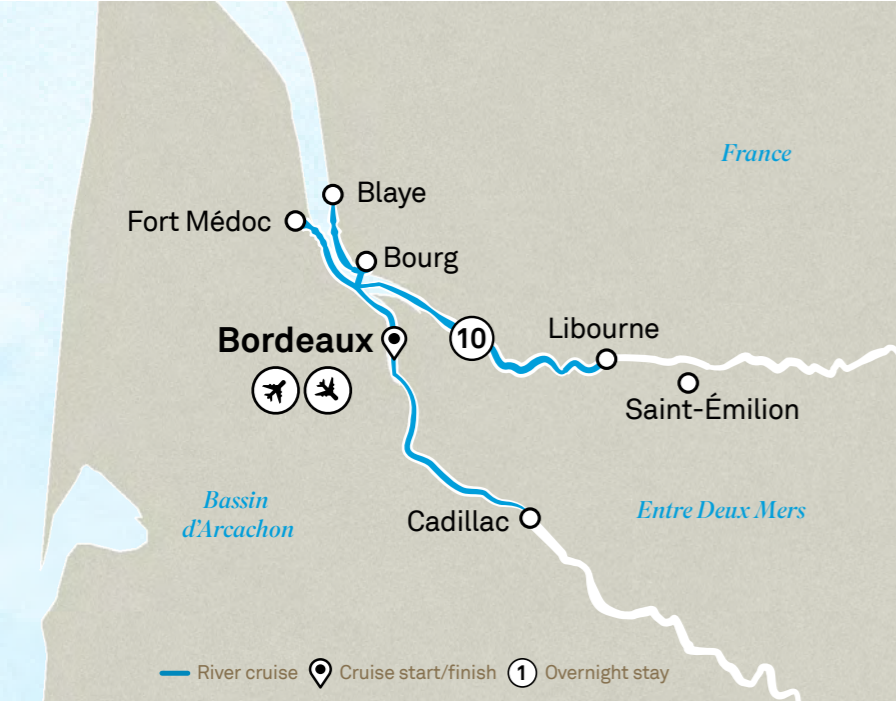 France
Blaye
Fort Médoc
Bourg
Bordeaux
10
Libourne
Saint-Émilion
Bassin
d'Arcachon
Cadillac
Entre Deux Mers
River cruise
Cruise start/finish
1
Overnight stay